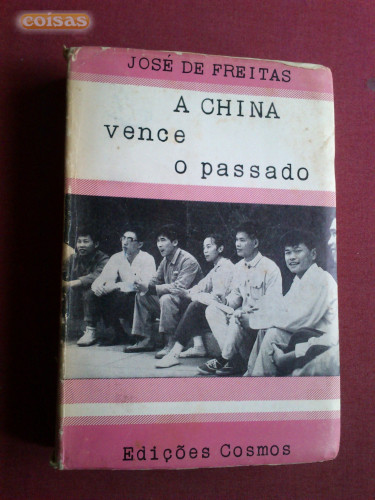 coisas
JOSÉ DE FREITAS
A CHINA
vence
o passado
Edições Cosmos